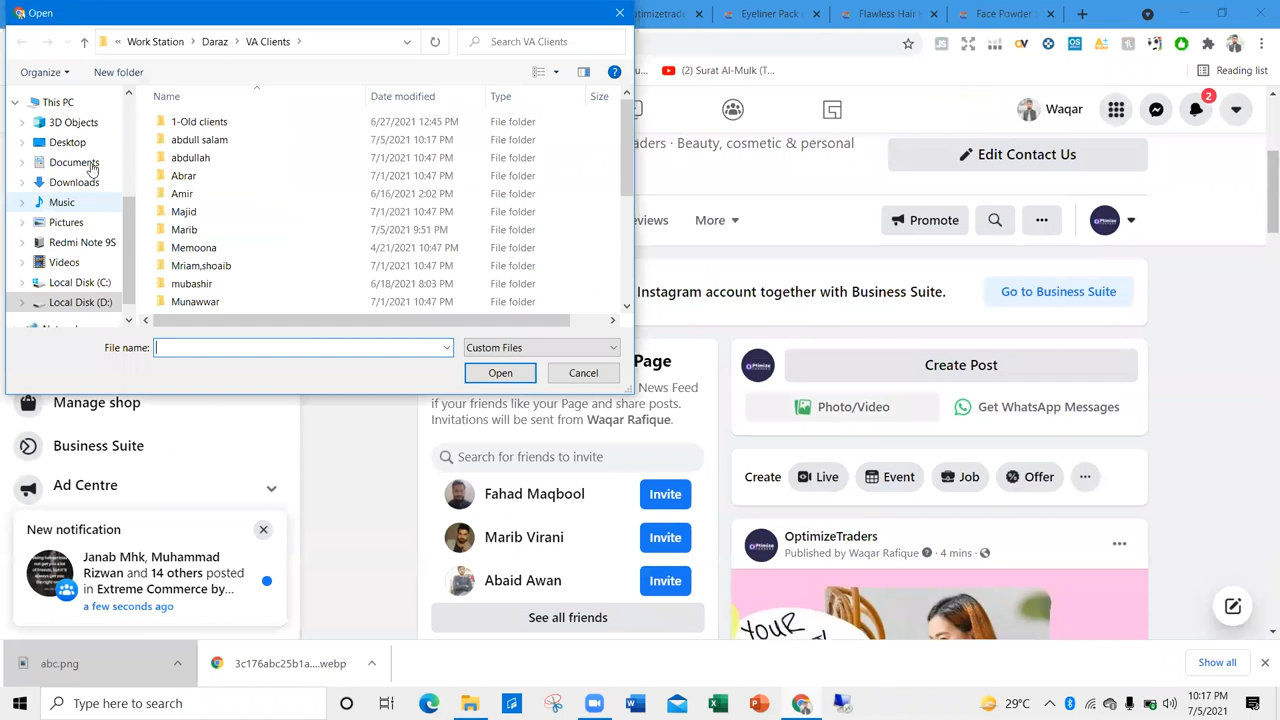 Open
optimizetrade
Eyeliner Pack
Flawless Hair
Face Powder
« Work Station > Daraz > VA Clients >
Search VA Clients
(2) Surat Al-Mulk (T...
Reading list
Organize
New folder
Name
Date modified
Type
Size
This PC
3D Objects
Desktop
Documents
Downloads
Music
Pictures
Redmi Note 9S
Videos
Local Disk (C:)
Local Disk (D:)
1-Old clients 6/27/2021 12:45 PM File folder
abdull salam 7/5/2021 10:17 PM File folder
abdullah 7/1/2021 10:47 PM File folder
Abrar 7/1/2021 10:47 PM File folder
Amir 6/16/2021 2:02 PM File folder
Majid 7/1/2021 10:47 PM File folder
Marib 7/5/2021 9:51 PM File folder
Memoona 4/21/2021 10:47 PM File folder
Mriam,shoaib 7/1/2021 10:47 PM File folder
mubashir 6/18/2021 8:03 PM File folder
Munawwar 7/1/2021 10:47 PM File folder
File name:
Custom Files
Open
Cancel
Waqar
2
aders · Beauty, cosmetic & personal
Edit Contact Us
views
More
Promote
Instagram account together with Business Suite.
Go to Business Suite
Page
News Feed
if your friends like your Page and share posts.
Invitations will be sent from Waqar Rafique.
Search for friends to invite
Fahad Maqbool
Invite
Marib Virani
Invite
Abaid Awan
Invite
See all friends
Create Post
Photo/Video
Get WhatsApp Messages
Create
Live
Event
Job
Offer
OptimizeTraders
Published by Waqar Rafique · 4 mins ·
YOUR
Manage shop
Business Suite
Ad Centre
New notification
Janab Mhk, Muhammad
Rizwan and 14 others posted
in Extreme Commerce by...
a few seconds ago
abc.png
3c176abc25b1a....webp
Show all
Type here to search
29°C
10:17 PM
7/5/2021